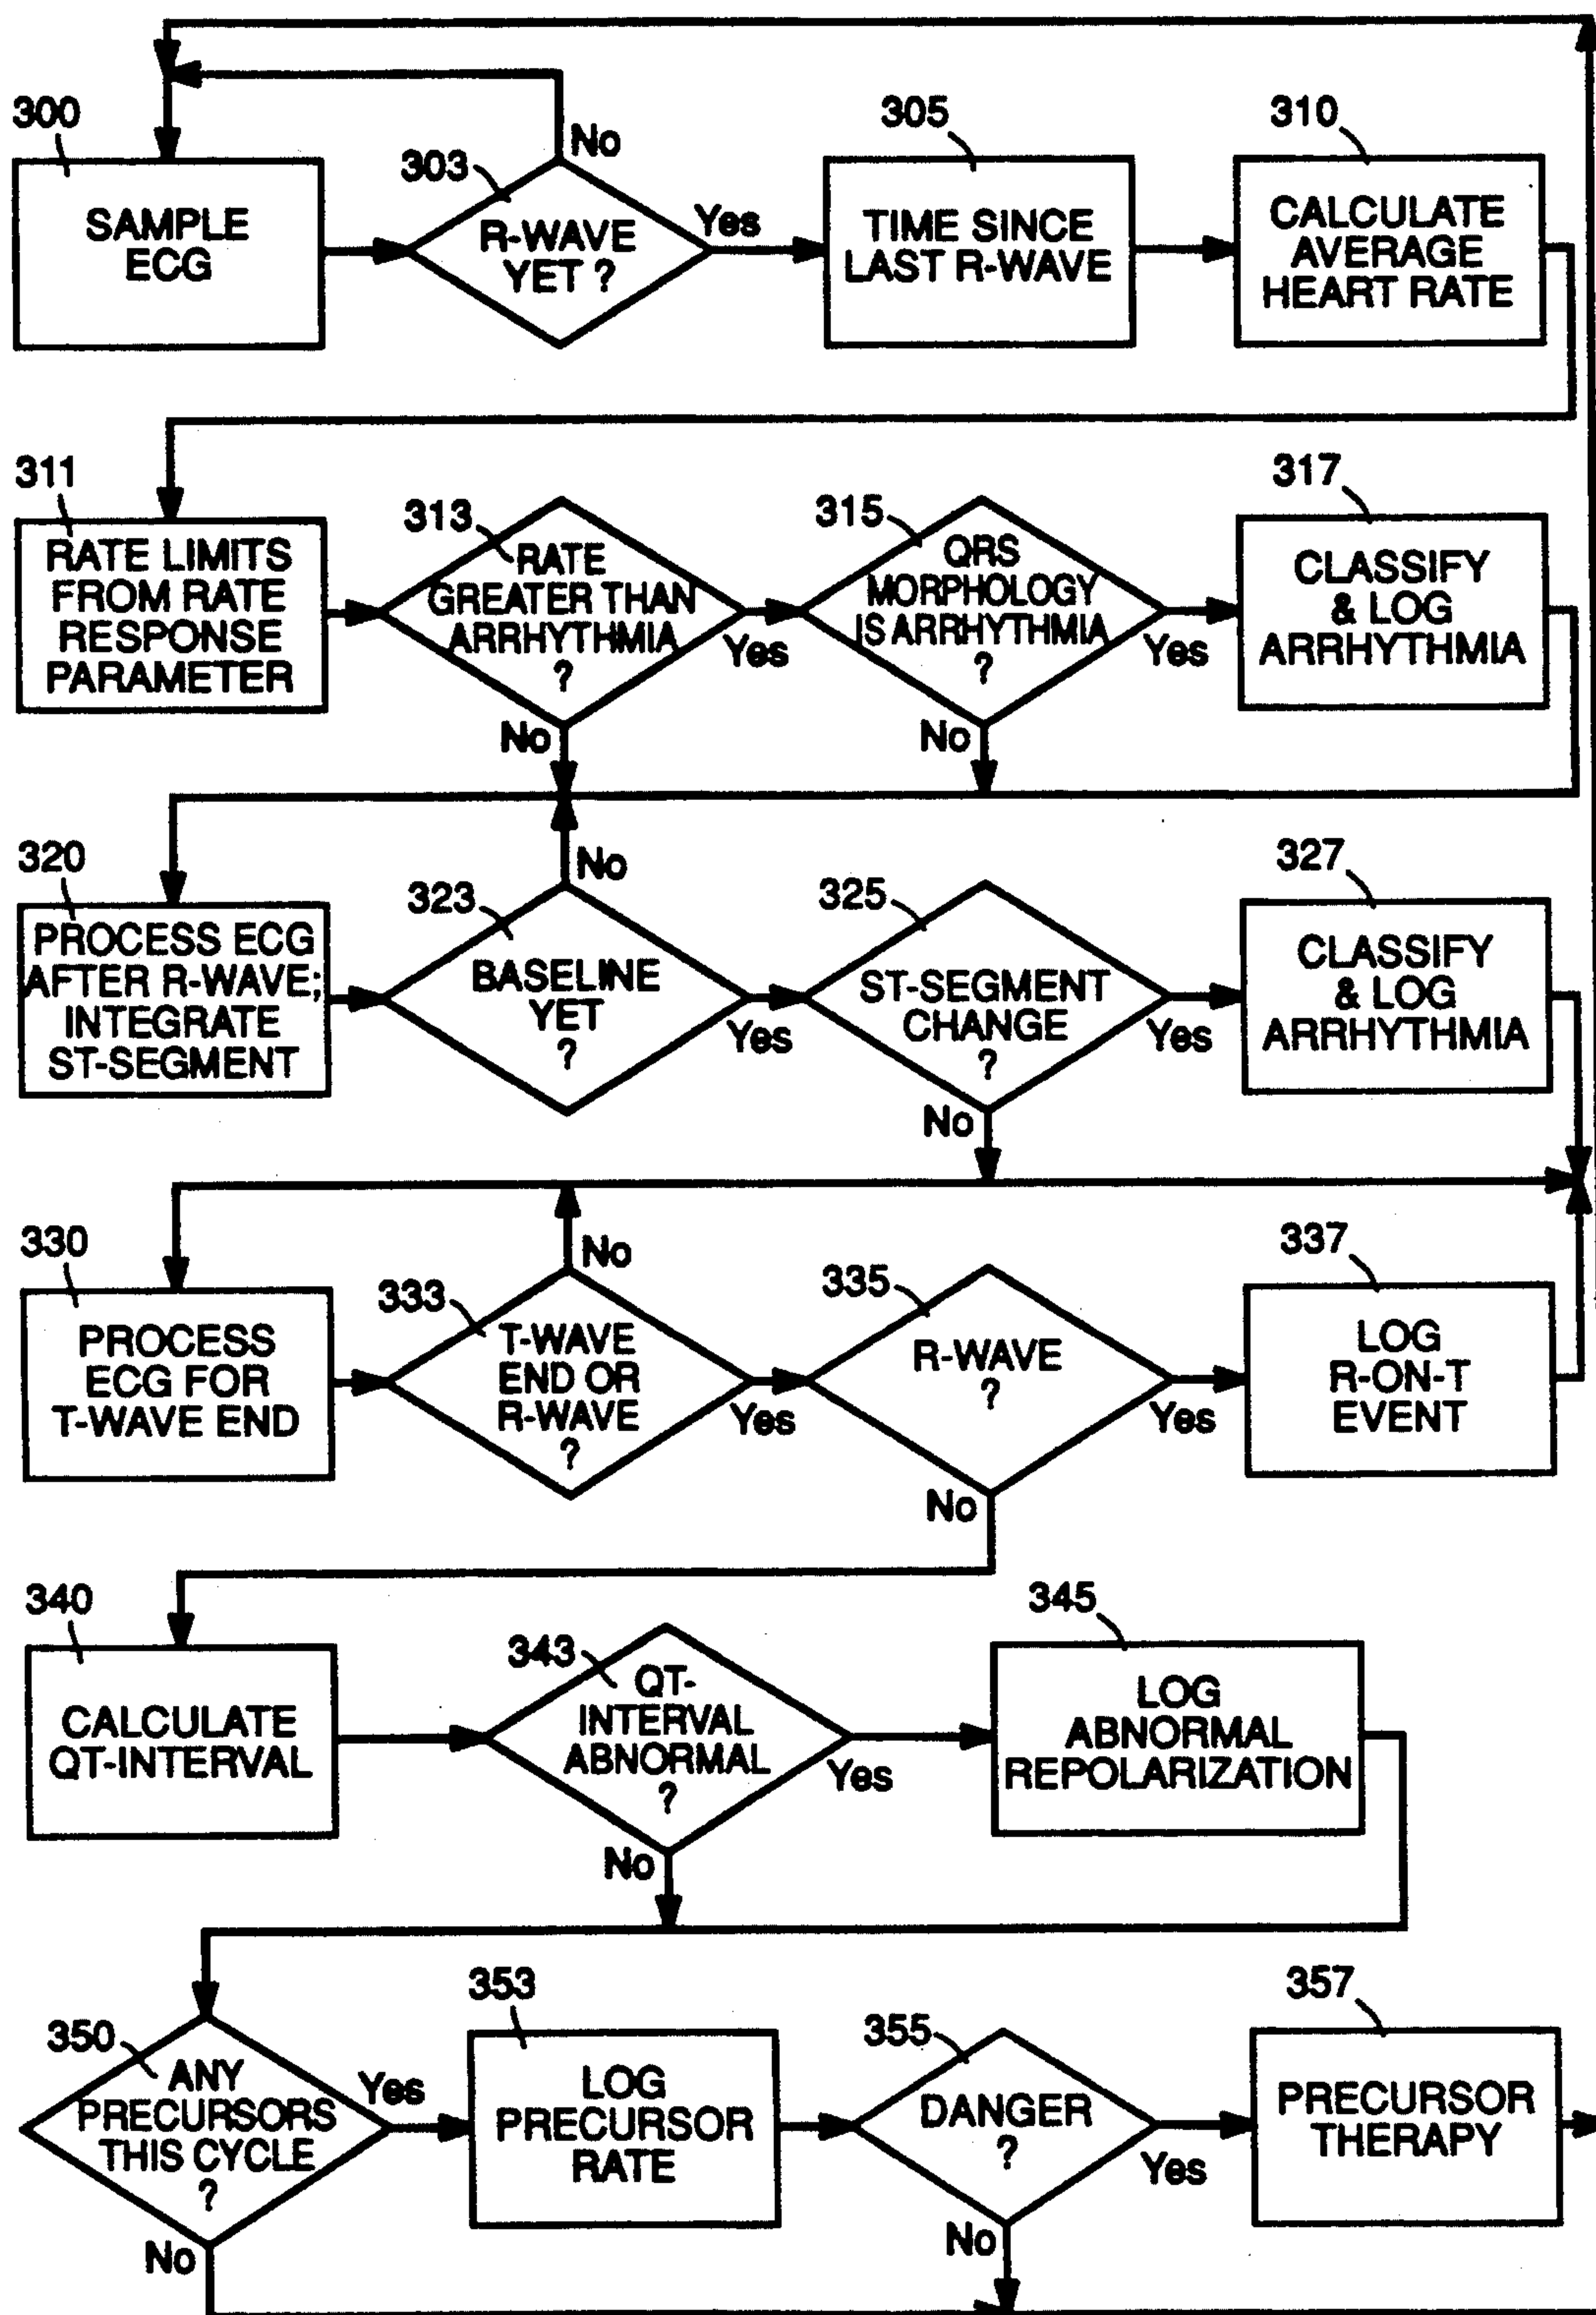 300
SAMPLE
ECG
303
R-WAVE
YET ?
No
Yes
305
TIME SINCE
LAST R-WAVE
310
CALCULATE
AVERAGE
HEART RATE
311
RATE LIMITS
FROM RATE
RESPONSE
PARAMETER
313
RATE
GREATER THAN
ARRHYTHMIA
?
Yes
No
315
QRS
MORPHOLOGY
IS ARRHYTHMIA
?
Yes
No
317
CLASSIFY
& LOG
ARRHYTHMIA
320
PROCESS ECG
AFTER R-WAVE;
INTEGRATE
ST-SEGMENT
323
No
BASELINE
YET
?
Yes
325
ST-SEGMENT
CHANGE
?
Yes
No
327
CLASSIFY
& LOG
ARRHYTHMIA
330
PROCESS
ECG FOR
T-WAVE END
333
No
T-WAVE
END OR
R-WAVE
?
Yes
335
R-WAVE
?
Yes
No
337
LOG
R-ON-T
EVENT
340
CALCULATE
QT-INTERVAL
343
QT-
INTERVAL
ABNORMAL
?
Yes
No
345
LOG
ABNORMAL
REPOLARIZATION
350
ANY
PRECURSORS
THIS CYCLE
?
Yes
No
353
LOG
PRECURSOR
RATE
355
DANGER
?
Yes
No
357
PRECURSOR
THERAPY